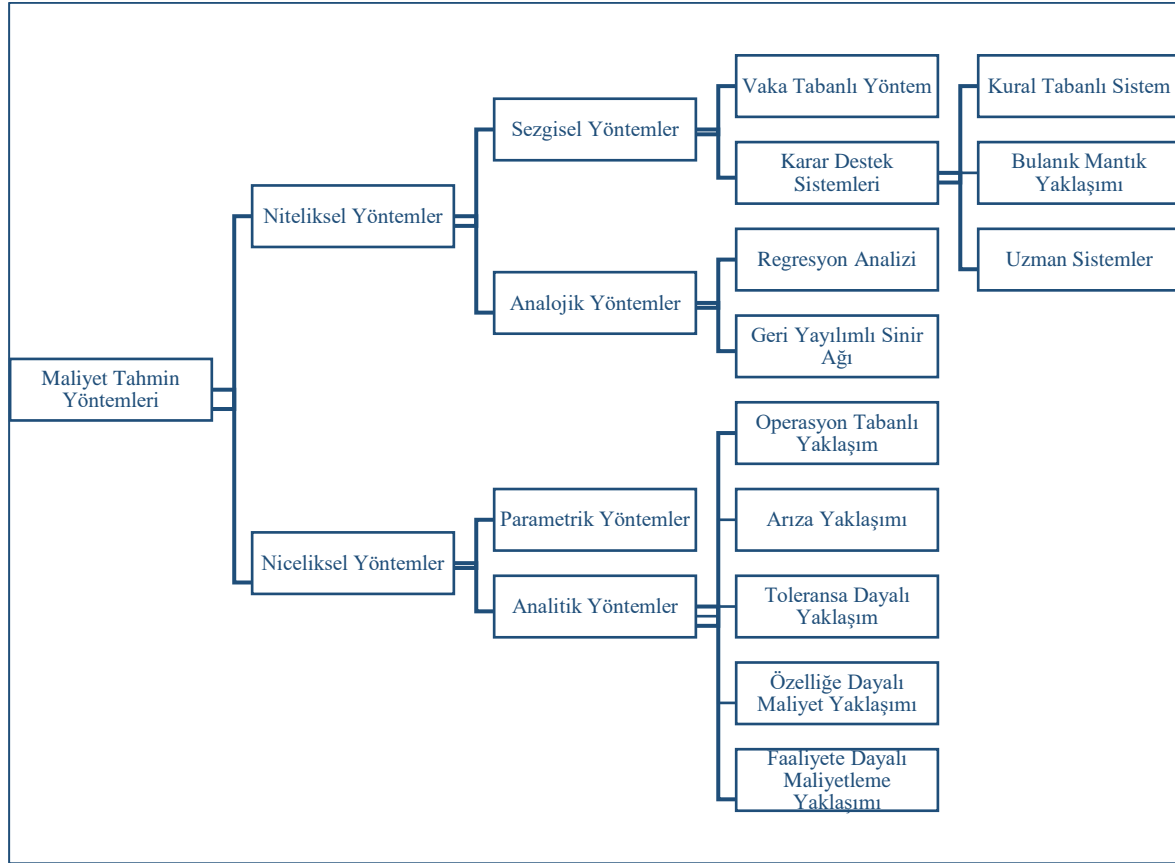 Maliyet Tahmin
Yöntemleri
Niteliksel Yöntemler
Sezgisel Yöntemler
Vaka Tabanlı Yöntem
Karar Destek
Sistemleri
Kural Tabanlı Sistem
Bulanık Mantık
Yaklaşımı
Uzman Sistemler
Analojik Yöntemler
Regresyon Analizi
Geri Yayılımlı Sinir
Ağı
Niceliksel Yöntemler
Parametrik Yöntemler
Analitik Yöntemler
Operasyon Tabanlı
Yaklaşım
Arıza Yaklaşımı
Toleransa Dayalı
Yaklaşım
Özelliğe Dayalı
Maliyet Yaklaşımı
Faaliyete Dayalı
Maliyetleme
Yaklaşımı